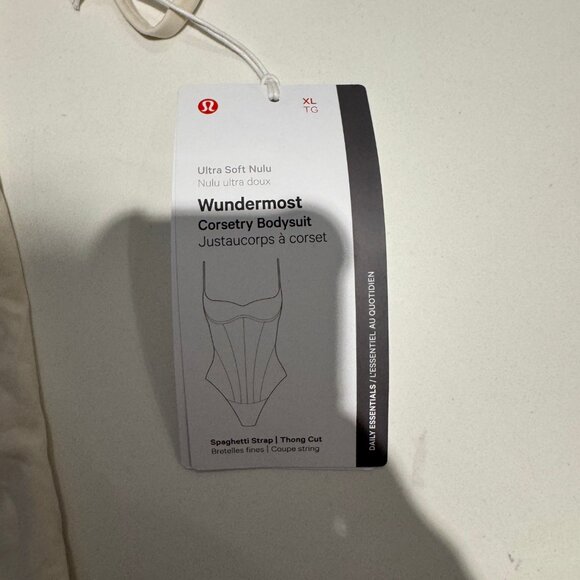 XL
TG
Ultra Soft Nulu
Nulu ultra doux
Wundermost
Corsetry Bodysuit
Justaucorps à corset
Spaghetti Strap | Thong Cut
Bretelles fines | Coupe string
DAILY ESSENTIALS / L'ESSENTIEL AU QUOTIDIEN